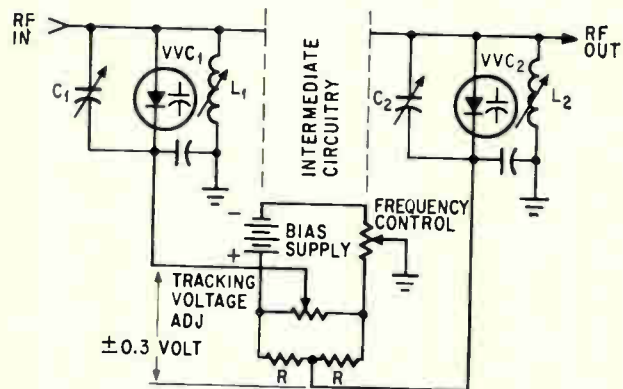 RF
IN
VVC1
C1
L1
INTERMEDIATE
CIRCUITRY
VVC2
C2
L2
RF
OUT
FREQUENCY
CONTROL
-
BIAS
SUPPLY
+
TRACKING
VOLTAGE
ADJ
±0.3 VOLT
R R